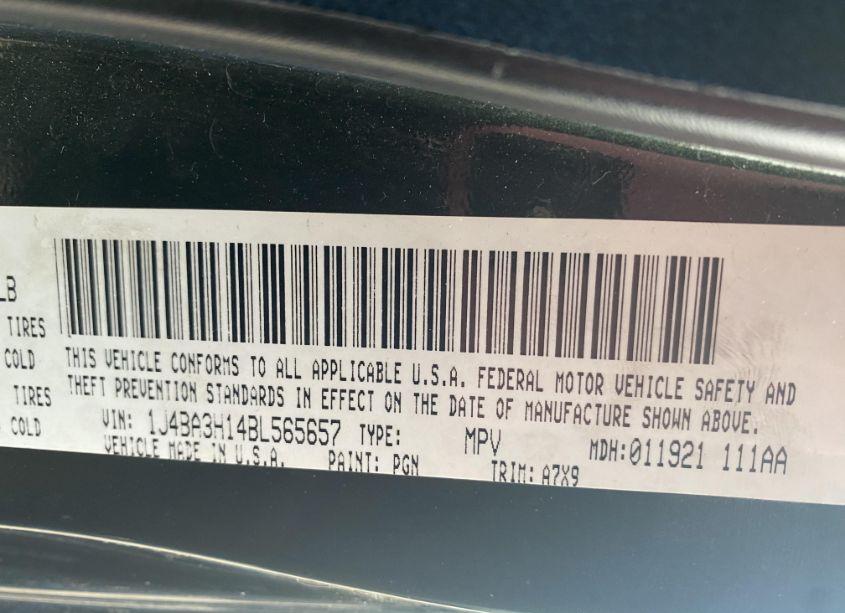 LB
TIRES
COLD
TIRES
COLD
THIS VEHICLE CONFORMS TO ALL APPLICABLE U.S.A. FEDERAL MOTOR VEHICLE SAFETY AND
THEFT PREVENTION STANDARDS IN EFFECT ON THE DATE OF MANUFACTURE SHOWN ABOVE.
VIN: 1J4BA3H14BL565657 TYPE: MPV MDH:011921 111AA
VEHICLE MADE IN U.S.A. PAINT: PGN TRIM: A7X9